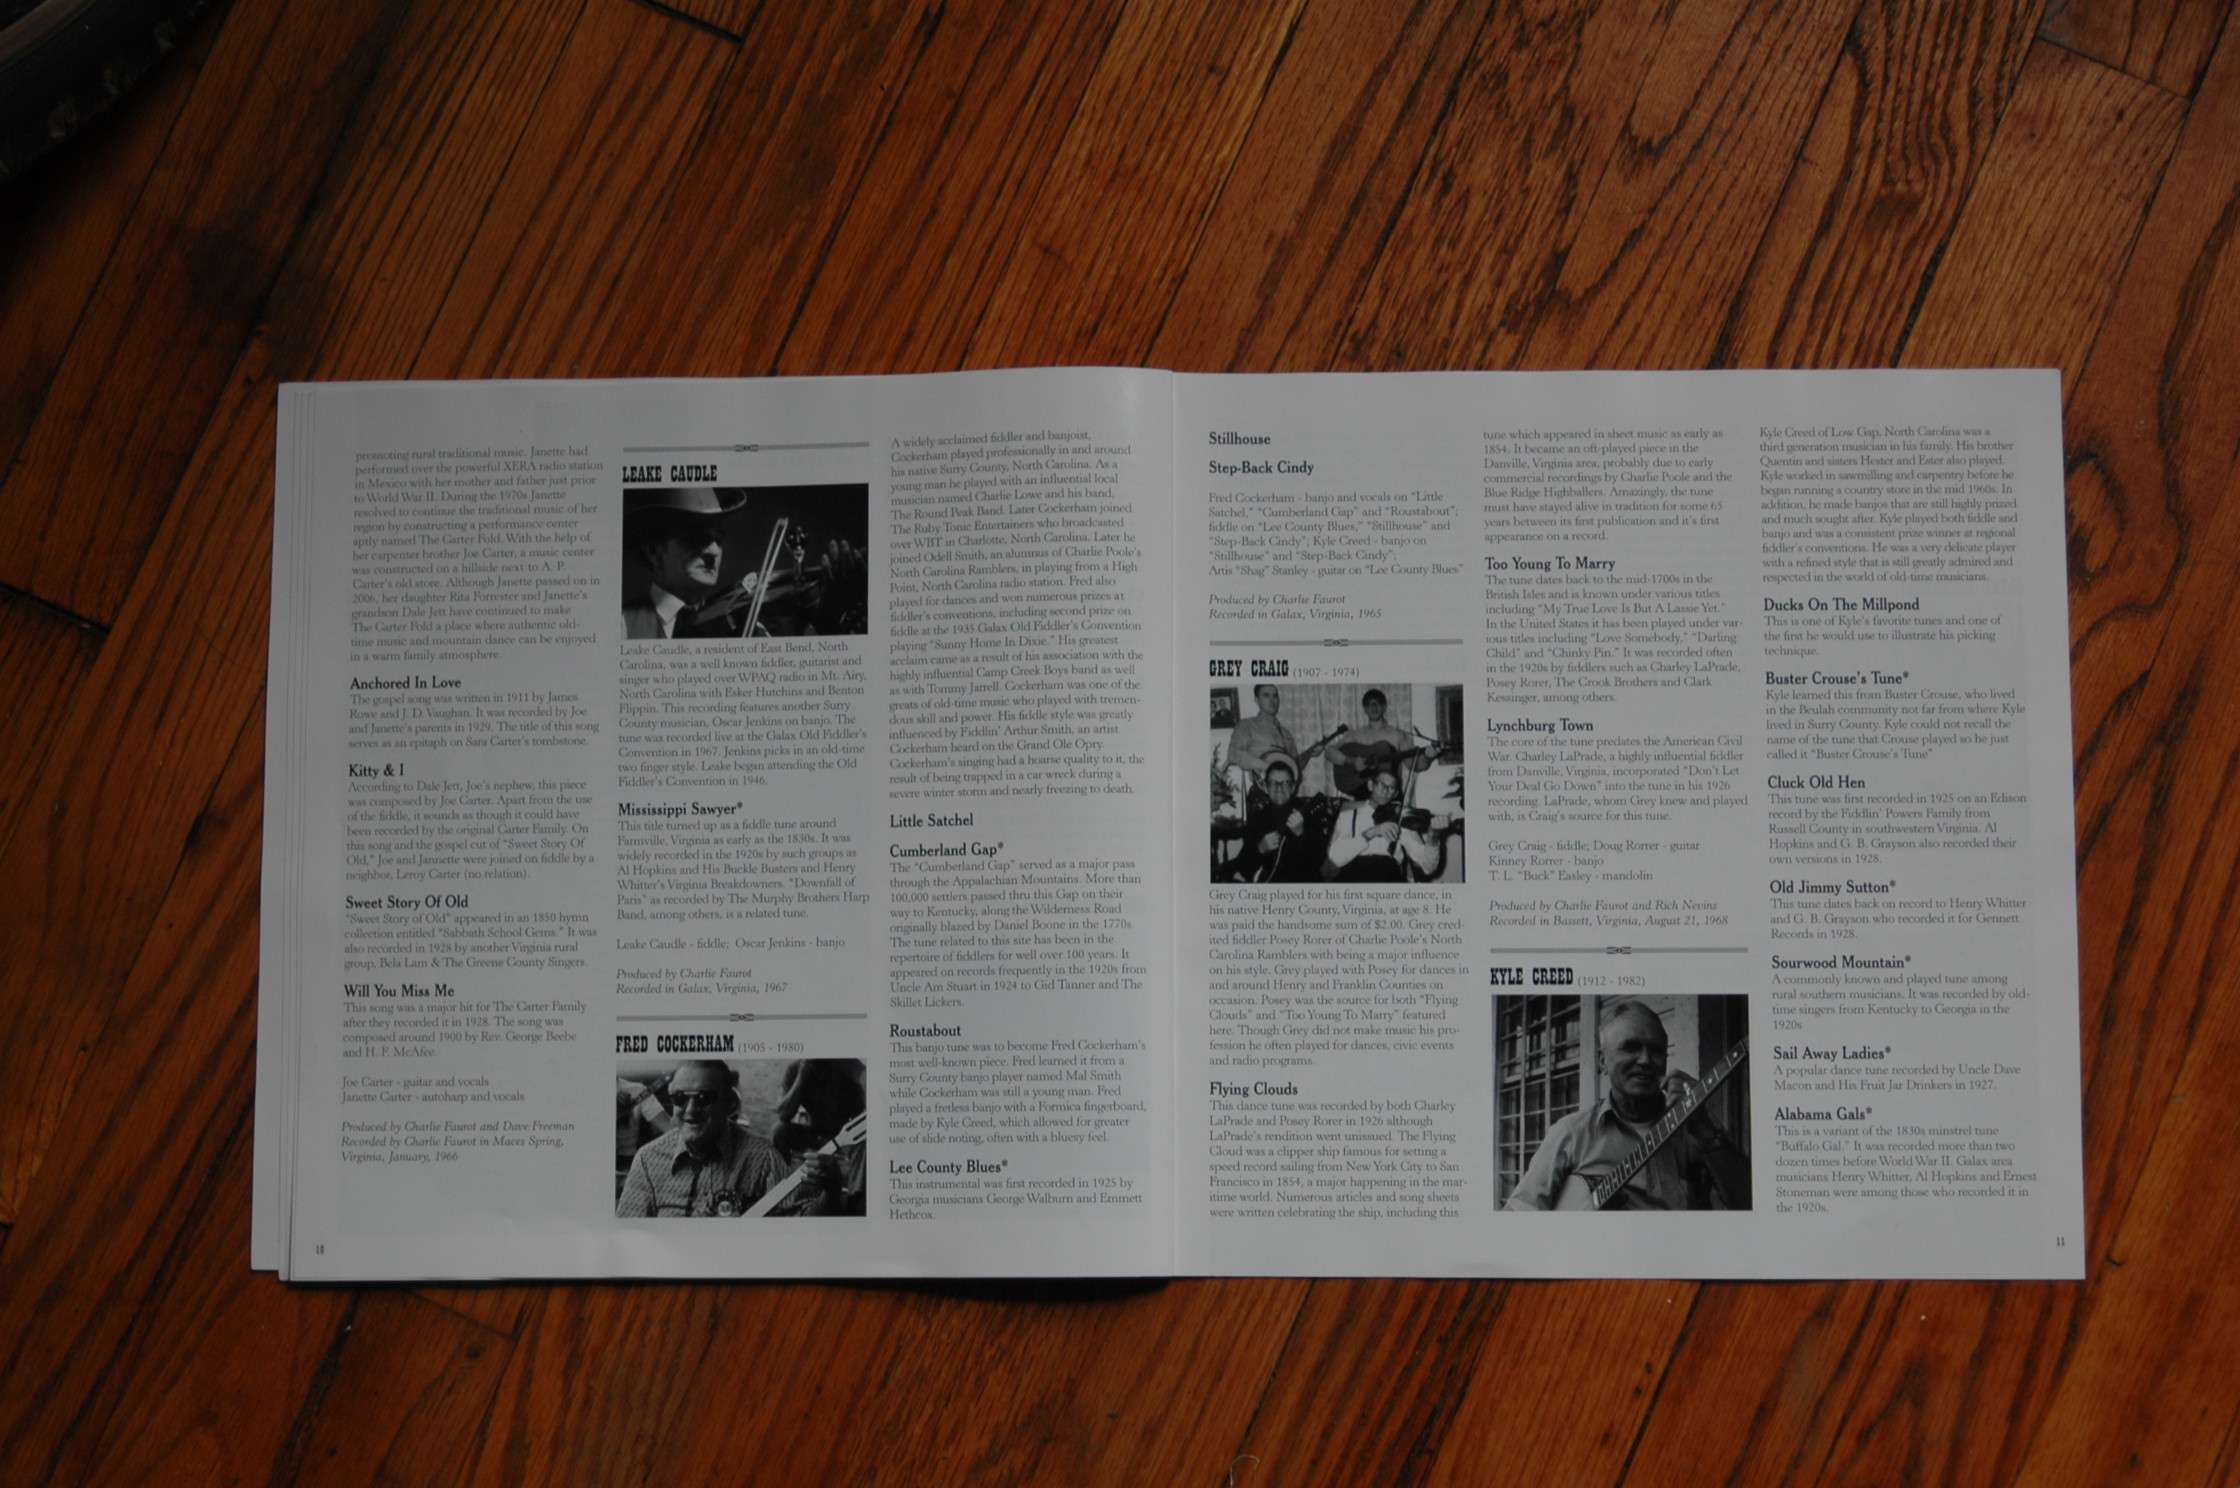 promoting rural traditional music. Janette had
performed over the powerful XERA radio station
in Mexico with her mother and father just prior
to World War II. During the 1970s Janette
resolved to continue the traditional music of her
region by constructing a performance center
aptly named The Carter Fold. With the help of
her carpenter brother Joe Carter, a music center
was constructed on a hillside next to A. P.
Carter's old store. Although Janette passed on in
2006, her daughter Rita Forrester and Janette's
grandson Dale Jett have continued to make
The Carter Fold a place where authentic old-
time music and mountain dance can be enjoyed
in a warm family atmosphere.
Anchored In Love
The gospel song was written in 1911 by James
Rowe and J. D. Vaughan. It was recorded by Joe
and Janette's parents in 1929. The title of this song
serves as an epitaph on Sara Carter's tombstone.
Kitty & I
According to Dale Jett, Joe's nephew, this piece
was composed by Joe Carter. Apart from the use
of the fiddle, it sounds as though it could have
been recorded by the original Carter Family. On
this song and the gospel cut of "Sweet Story Of
Old," Joe and Jannette were joined on fiddle by a
neighbor, Leroy Carter (no relation).
Sweet Story Of Old
"Sweet Story of Old" appeared in an 1850 hymn
collection entitled "Sabbath School Gems." It was
also recorded in 1928 by another Virginia rural
group, Bela Lam & The Greene County Singers.
Will You Miss Me
This song was a major hit for The Carter Family
after they recorded it in 1928. The song was
composed around 1900 by Rev. George Beebe
and H. F. McAfee.
Joe Carter - guitar and vocals
Janette Carter - autoharp and vocals
Produced by Charlie Faurot and Dave Freeman
Recorded by Charlie Faurot in Maces Spring,
Virginia, January, 1966
10
LEAKE CAUDLE
Leake Caudle, a resident of East Bend, North
Carolina, was a well known fiddler, guitarist and
singer who played over WPAQ radio in Mt. Airy,
North Carolina with Esker Hutchins and Benton
Flippin. This recording features another Surry
County musician, Oscar Jenkins on banjo. The
tune was recorded live at the Galax Old Fiddler's
Convention in 1967. Jenkins picks in an old-time
two finger style. Leake began attending the Old
Fiddler's Convention in 1946.
Mississippi Sawyer*
This title turned up as a fiddle tune around
Farmville, Virginia as early as the 1830s. It was
widely recorded in the 1920s by such groups as
Al Hopkins and His Buckle Busters and Henry
Whitter's Virginia Breakdowners. "Downfall of
Paris" as recorded by The Murphy Brothers Harp
Band, among others, is a related tune.
Leake Caudle - fiddle; Oscar Jenkins - banjo
Produced by Charlie Faurot
Recorded in Galax, Virginia, 1967
FRED COCKERHAM (1905 - 1980)
A widely acclaimed fiddler and banjoist,
Cockerham played professionally in and around
his native Surry County, North Carolina. As a
young man he played with an influential local
musician named Charlie Lowe and his band,
The Round Peak Band. Later Cockerham joined
The Ruby Tonic Entertainers who broadcasted
over WBT in Charlotte, North Carolina. Later he
joined Odell Smith, an alumnus of Charlie Poole's
North Carolina Ramblers, in playing from a High
Point, North Carolina radio station. Fred also
played for dances and won numerous prizes at
fiddler's conventions, including second prize on
fiddle at the 1935 Galax Old Fiddler's Convention
playing "Sunny Home In Dixie." His greatest
acclaim came as a result of his association with the
highly influential Camp Creek Boys band as well
as with Tommy Jarrell. Cockerham was one of the
greats of old-time music who played with tremen-
dous skill and power. His fiddle style was greatly
influenced by Fiddlin' Arthur Smith, an artist
Cockerham heard on the Grand Ole Opry.
Cockerham's singing had a hoarse quality to it, the
result of being trapped in a car wreck during a
severe winter storm and nearly freezing to death.
Little Satchel
Cumberland Gap*
The "Cumberland Gap" served as a major pass
through the Appalachian Mountains. More than
100,000 settlers passed thru this Gap on their
way to Kentucky, along the Wilderness Road
originally blazed by Daniel Boone in the 1770s.
The tune related to this site has been in the
repertoire of fiddlers for well over 100 years. It
appeared on records frequently in the 1920s from
Uncle Am Stuart in 1924 to Gid Tanner and The
Skillet Lickers.
Roustabout
This banjo tune was to become Fred Cockerham's
most well-known piece. Fred learned it from a
Surry County banjo player named Mal Smith
while Cockerham was still a young man. Fred
played a fretless banjo with a Formica fingerboard,
made by Kyle Creed, which allowed for greater
use of slide noting, often with a bluesy feel.
Lee County Blues*
This instrumental was first recorded in 1925 by
Georgia musicians George Walburn and Emmett
Hethcox.
Stillhouse
Step-Back Cindy
Fred Cockerham - banjo and vocals on "Little
Satchel," "Cumberland Gap" and "Roustabout";
fiddle on "Lee County Blues," "Stillhouse" and
"Step-Back Cindy"; Kyle Creed - banjo on
"Stillhouse" and "Step-Back Cindy";
Artis "Shag" Stanley - guitar on "Lee County Blues"
Produced by Charlie Faurot
Recorded in Galax, Virginia, 1965
GREY CRAIG (1907 - 1974)
Grey Craig played for his first square dance, in
his native Henry County, Virginia, at age 8. He
was paid the handsome sum of $2.00. Grey cred-
ited fiddler Posey Rorer of Charlie Poole's North
Carolina Ramblers with being a major influence
on his style. Grey played with Posey for dances in
and around Henry and Franklin Counties on
occasion. Posey was the source for both "Flying
Clouds" and "Too Young To Marry" featured
here. Though Grey did not make music his pro-
fession he often played for dances, civic events
and radio programs.
Flying Clouds
This dance tune was recorded by both Charley
LaPrade and Posey Rorer in 1926 although
LaPrade's rendition went unissued. The Flying
Cloud was a clipper ship famous for setting a
speed record sailing from New York City to San
Francisco in 1854, a major happening in the mar-
itime world. Numerous articles and song sheets
were written celebrating the ship, including this
tune which appeared in sheet music as early as
1854. It became an oft-played piece in the
Danville, Virginia area, probably due to early
commercial recordings by Charlie Poole and the
Blue Ridge Highballers. Amazingly, the tune
must have stayed alive in tradition for some 65
years between its first publication and it's first
appearance on a record.
Too Young To Marry
The tune dates back to the mid-1700s in the
British Isles and is known under various titles
including "My True Love Is But A Lassie Yet."
In the United States it has been played under var-
ious titles including "Love Somebody," "Darling
Child" and "Chinky Pin." It was recorded often
in the 1920s by fiddlers such as Charley LaPrade,
Posey Rorer, The Crook Brothers and Clark
Kessinger, among others.
Lynchburg Town
The core of the tune predates the American Civil
War. Charley LaPrade, a highly influential fiddler
from Danville, Virginia, incorporated "Don't Let
Your Deal Go Down" into the tune in his 1926
recording. LaPrade, whom Grey knew and played
with, is Craig's source for this tune.
Grey Craig - fiddle; Doug Rorrer - guitar
Kinney Rorrer - banjo
T. L. "Buck" Easley - mandolin
Produced by Charlie Faurot and Rich Nevins
Recorded in Bassett, Virginia, August 21, 1968
KYLE CREED (1912 - 1982)
Kyle Creed of Low Gap, North Carolina was a
third generation musician in his family. His brother
Quentin and sisters Hester and Ester also played.
Kyle worked in sawmilling and carpentry before he
began running a country store in the mid 1960s. In
addition, he made banjos that are still highly prized
and much sought after. Kyle played both fiddle and
banjo and was a consistent prize winner at regional
fiddler's conventions. He was a very delicate player
with a refined style that is still greatly admired and
respected in the world of old-time musicians.
Ducks On The Millpond
This is one of Kyle's favorite tunes and one of
the first he would use to illustrate his picking
technique.
Buster Crouse's Tune*
Kyle learned this from Buster Crouse, who lived
in the Beulah community not far from where Kyle
lived in Surry County. Kyle could not recall the
name of the tune that Crouse played so he just
called it "Buster Crouse's Tune"
Cluck Old Hen
This tune was first recorded in 1925 on an Edison
record by the Fiddlin' Powers Family from
Russell County in southwestern Virginia. Al
Hopkins and G. B. Grayson also recorded their
own versions in 1928.
Old Jimmy Sutton*
This tune dates back on record to Henry Whitter
and G. B. Grayson who recorded it for Gennett
Records in 1928.
Sourwood Mountain*
A commonly known and played tune among
rural southern musicians. It was recorded by old-
time singers from Kentucky to Georgia in the
1920s
Sail Away Ladies*
A popular dance tune recorded by Uncle Dave
Macon and His Fruit Jar Drinkers in 1927.
Alabama Gals*
This is a variant of the 1830s minstrel tune
"Buffalo Gal." It was recorded more than two
dozen times before World War II. Galax area
musicians Henry Whitter, Al Hopkins and Ernest
Stoneman were among those who recorded it in
the 1920s.
11